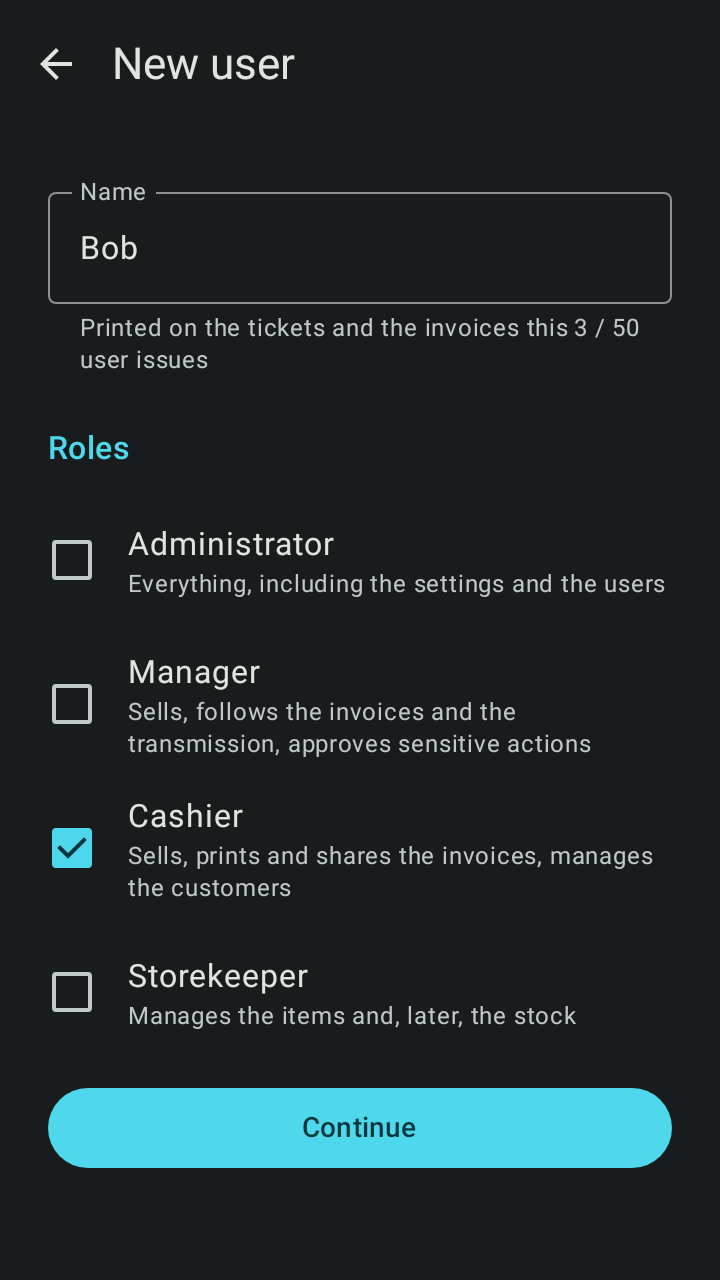 New user
Name
Bob
Printed on the tickets and the invoices this 3 / 50
user issues
Roles
Administrator
Everything, including the settings and the users
Manager
Sells, follows the invoices and the
transmission, approves sensitive actions
Cashier
Sells, prints and shares the invoices, manages
the customers
Storekeeper
Manages the items and, later, the stock
Continue